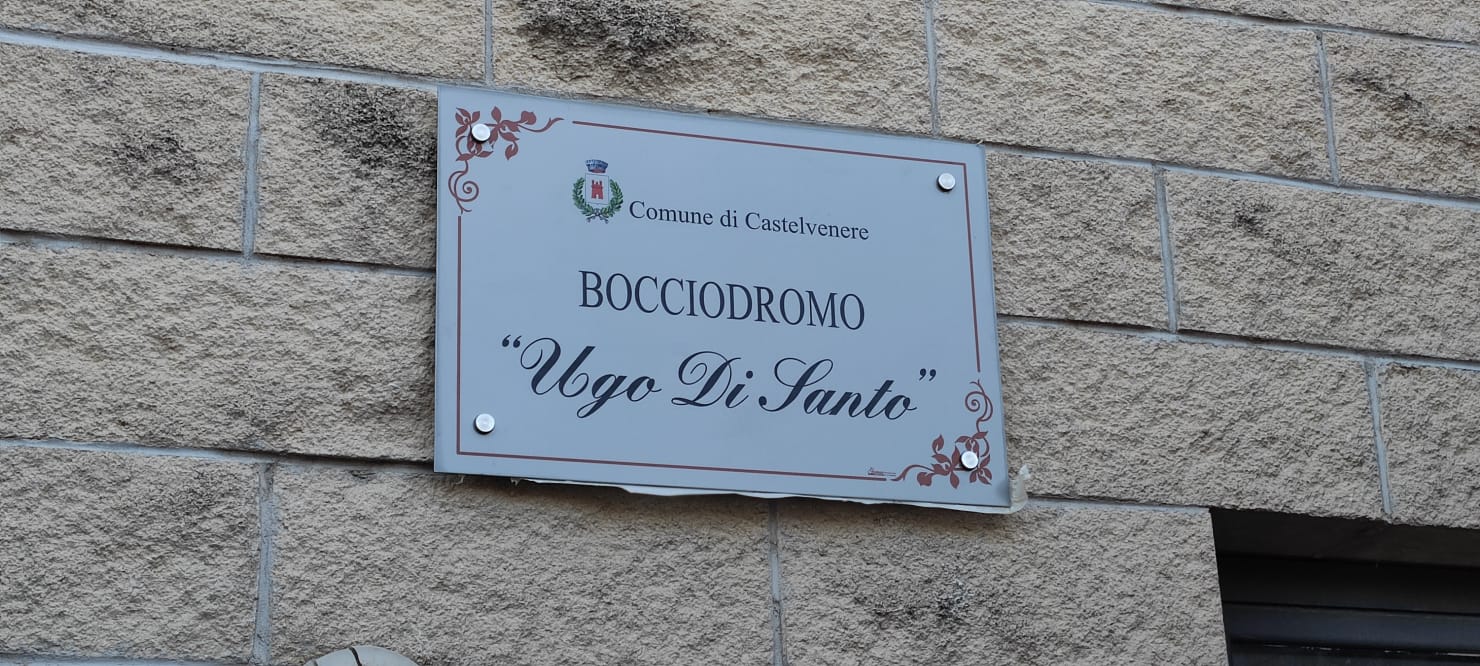 Comune di Castelvenere
BOCCIODROMO
“Ugo Di Santo”